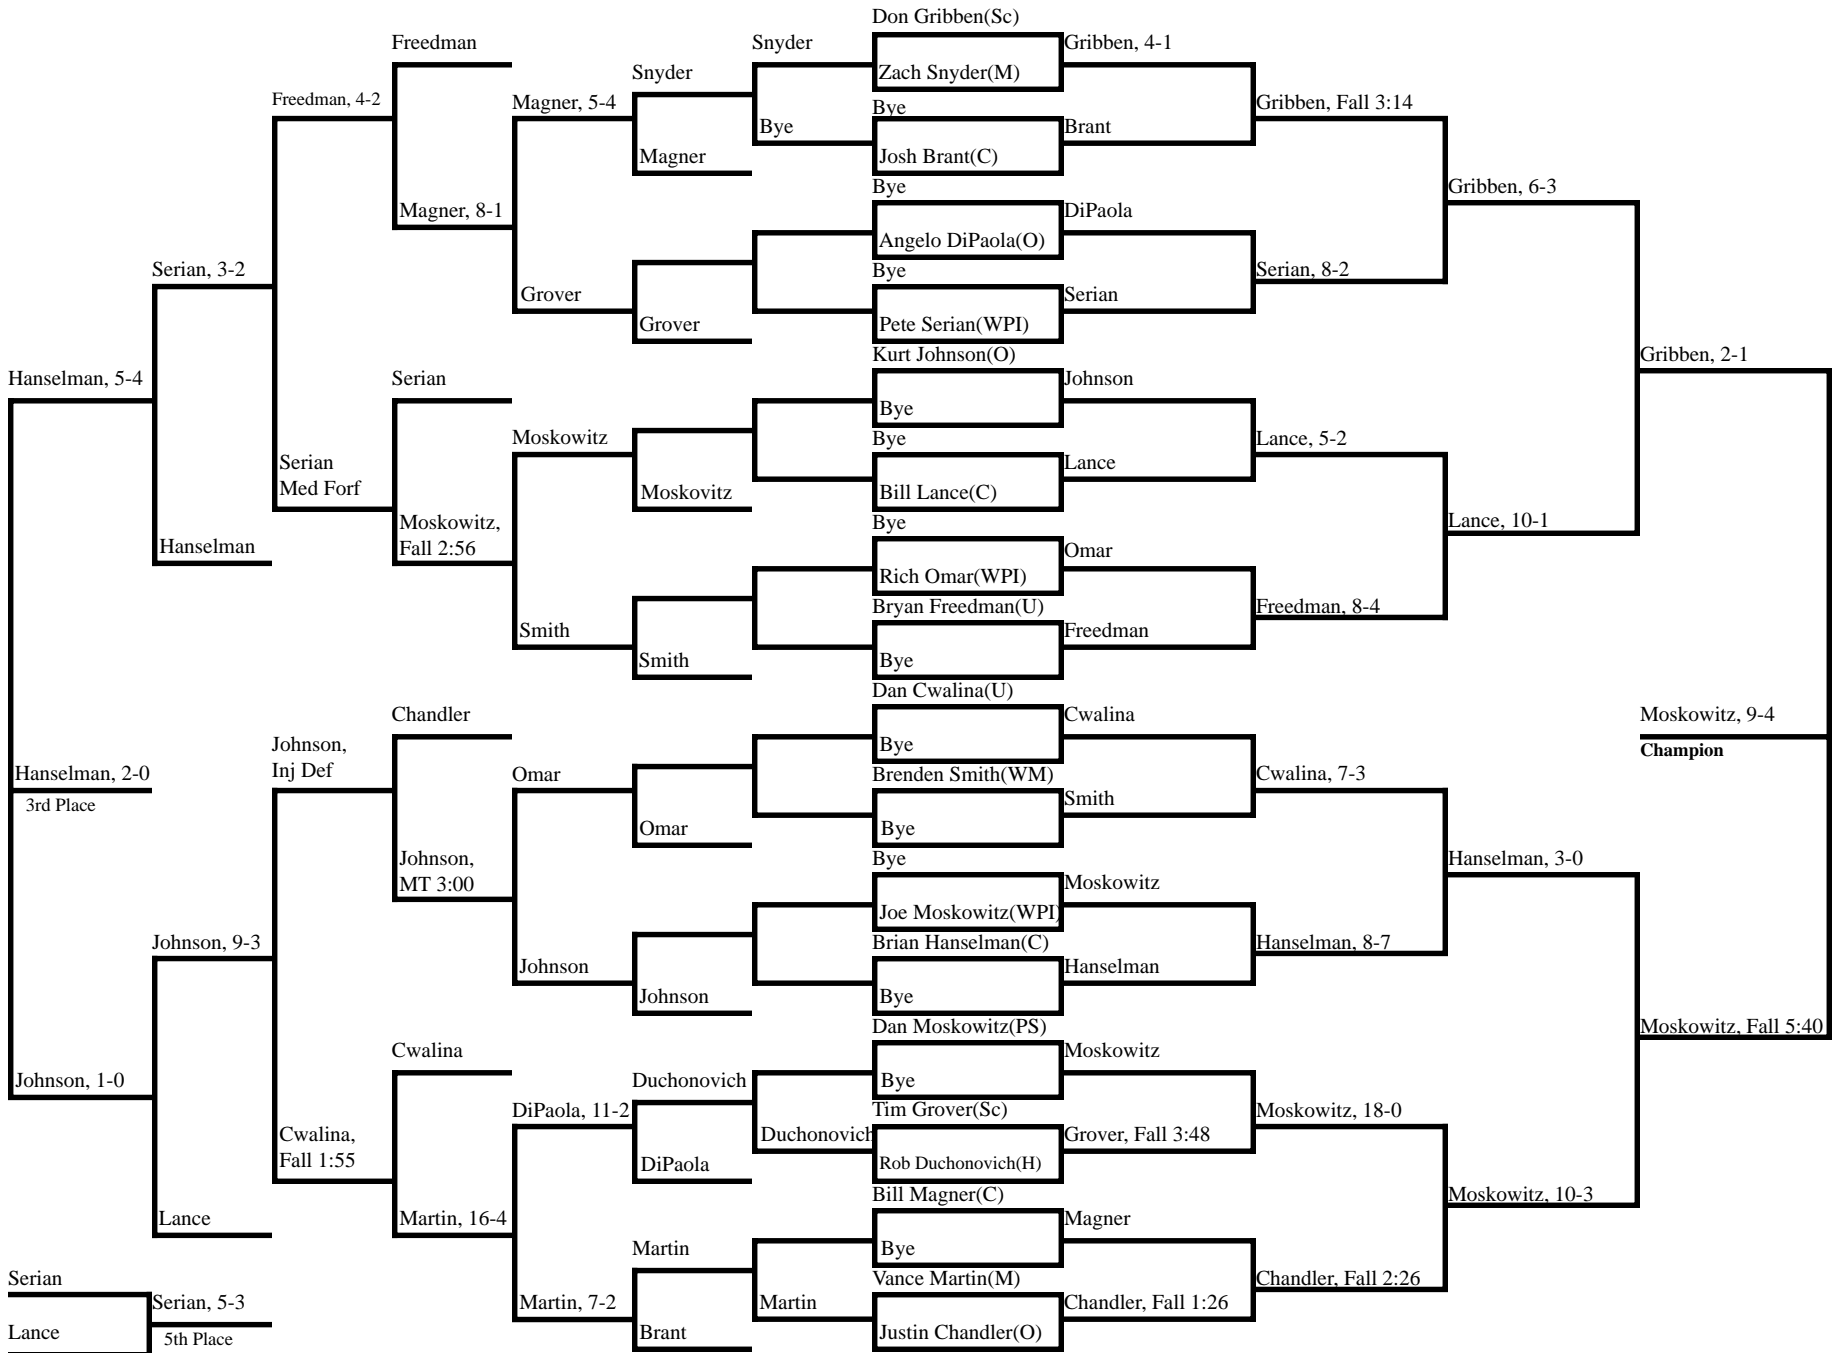 Don Gribben(Sc)
Freedman
Snyder
Gribben, 4-1
Snyder
Zach Snyder(M)
Freedman, 4-2
Magner, 5-4
Bye
Gribben, Fall 3:14
Bye
Brant
Magner
Josh Brant(C)
Bye
Gribben, 6-3
Magner, 8-1
DiPaola
Angelo DiPaola(O)
Serian, 3-2
Bye
Serian, 8-2
Grover
Serian
Grover
Pete Serian(WPI)
Kurt Johnson(O)
Gribben, 2-1
Hanselman, 5-4
Serian
Johnson
Bye
Moskowitz
Bye
Lance, 5-2
Serian
Med Forf
Lance
Moskovitz
Bill Lance(C)
Moskowitz,
Fall 2:56
Bye
Lance, 10-1
Hanselman
Omar
Rich Omar(WPI)
Bryan Freedman(U)
Freedman, 8-4
Smith
Freedman
Smith
Bye
Dan Cwalina(U)
Chandler
Cwalina
Moskowitz, 9-4
Johnson,
Inj Def
Bye
Champion
Hanselman, 2-0
Omar
Brenden Smith(WM)
Cwalina, 7-3
3rd Place
Smith
Omar
Bye
Johnson,
MT 3:00
Bye
Hanselman, 3-0
Moskowitz
Joe Moskowitz(WPI)
Johnson, 9-3
Brian Hanselman(C)
Hanselman, 8-7
Johnson
Hanselman
Johnson
Bye
Dan Moskowitz(PS)
Moskowitz, Fall 5:40
Cwalina
Moskowitz
Johnson, 1-0
Duchonovich
Bye
DiPaola, 11-2
Tim Grover(Sc)
Moskowitz, 18-0
Cwalina,
Fall 1:55
Duchonovich
Grover, Fall 3:48
DiPaola
Rob Duchonovich(H)
Bill Magner(C)
Moskowitz, 10-3
Lance
Martin, 16-4
Magner
Martin
Bye
Serian
Vance Martin(M)
Chandler, Fall 2:26
Serian, 5-3
Martin, 7-2
Martin
Chandler, Fall 1:26
Lance
5th Place
Brant
Justin Chandler(O)